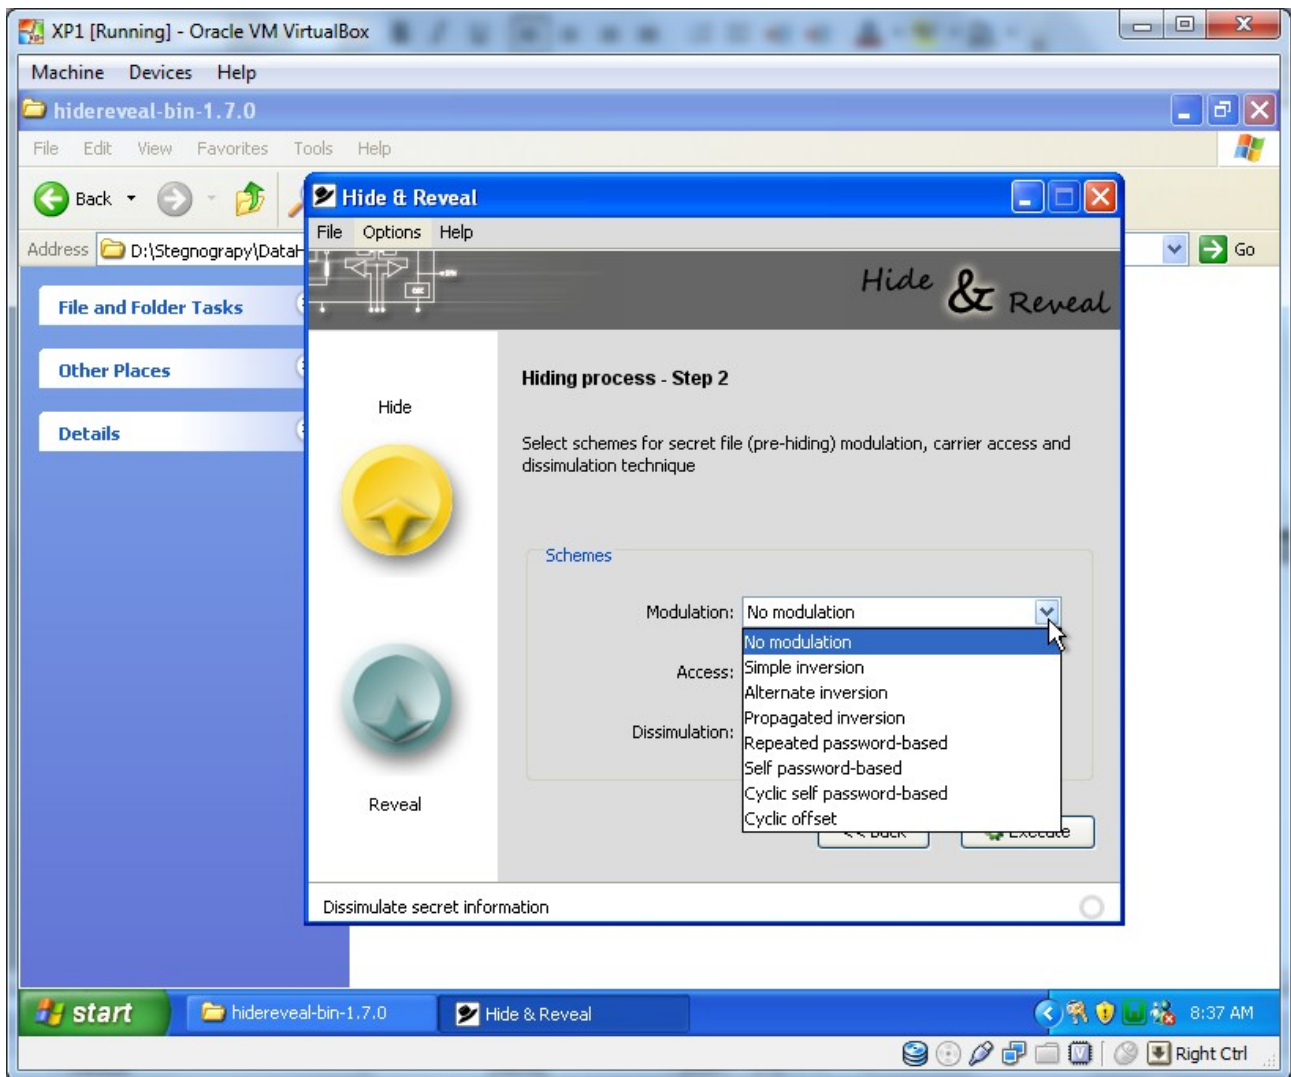 XP1 [Running] - Oracle VM VirtualBox
Machine Devices Help
hidereveal-bin-1.7.0
File Edit View Favorites Tools Help
Back
Address D:\Stegnograpy\DataH
Go
File and Folder Tasks
Other Places
Details
Hide & Reveal
File Options Help
Hide & Reveal
Hide
Reveal
Hiding process - Step 2
Select schemes for secret file (pre-hiding) modulation, carrier access and
dissimulation technique
Schemes
Modulation: No modulation
Access:
Dissimulation:
No modulation
Simple inversion
Alternate inversion
Propagated inversion
Repeated password-based
Self password-based
Cyclic self password-based
Cyclic offset
<< Back Execute
Dissimulate secret information
start hidereveal-bin-1.7.0 Hide & Reveal 8:37 AM
Right Ctrl